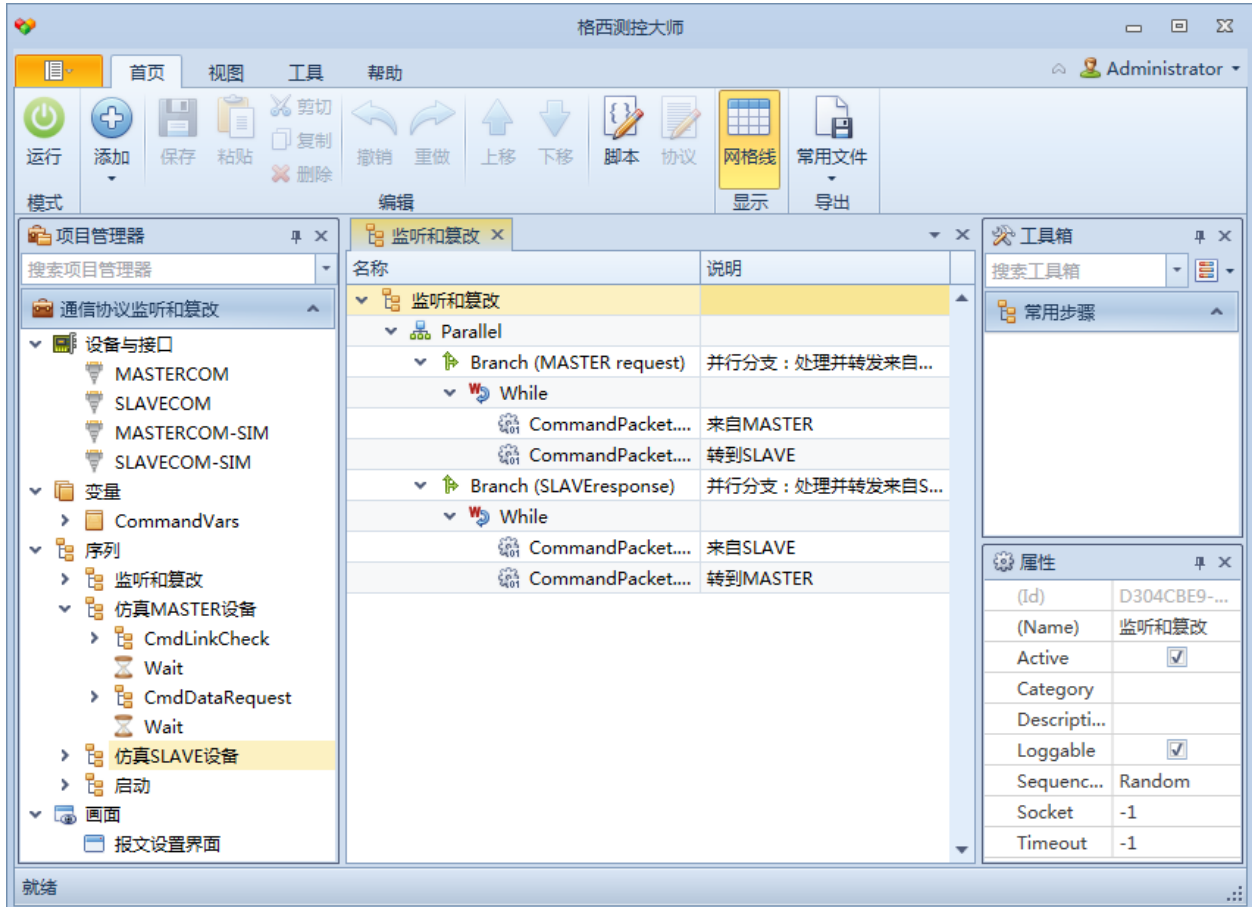 格西测控大师
首页 视图 工具 帮助 Administrator
运行 添加 保存 粘贴 剪切 复制 删除 撤销 重做 上移 下移 脚本 协议 网格线 常用文件
模式 编辑 显示 导出
项目管理器
搜索项目管理器
通信协议监听和篡改
设备与接口
MASTERCOM
SLAVECOM
MASTERCOM-SIM
SLAVECOM-SIM
变量
CommandVars
序列
监听和篡改
仿真MASTER设备
CmdLinkCheck
Wait
CmdDataRequest
Wait
仿真SLAVE设备
启动
画面
报文设置界面
监听和篡改
名称 说明
监听和篡改
Parallel
Branch (MASTER request) 并行分支：处理并转发来自...
While
CommandPacket.... 来自MASTER
CommandPacket.... 转到SLAVE
Branch (SLAVEresponse) 并行分支：处理并转发来自S...
While
CommandPacket.... 来自SLAVE
CommandPacket.... 转到MASTER
工具箱
搜索工具箱
常用步骤
属性
(Id) D304CBE9-...
(Name) 监听和篡改
Active
Category
Descripti...
Loggable
Sequenc... Random
Socket -1
Timeout -1
就绪